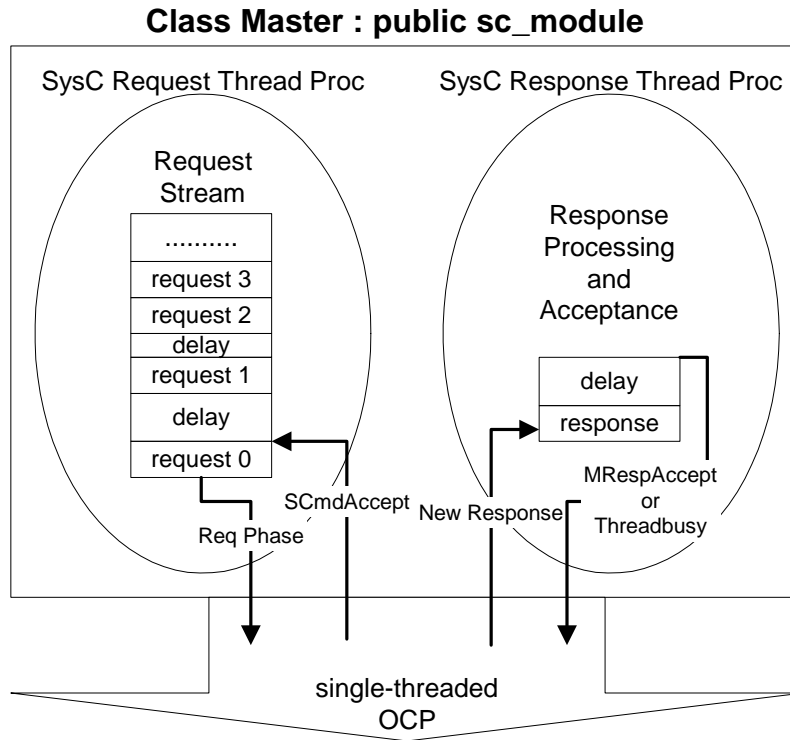 Class Master : public sc_module
SysC Request Thread Proc
SysC Response Thread Proc
Request
Stream
..........
request 3
request 2
delay
request 1
delay
request 0
SCmdAccept
Req Phase
Response
Processing
and
Acceptance
delay
response
New Response
MRespAccept
or
Threadbusy
single-threaded
OCP